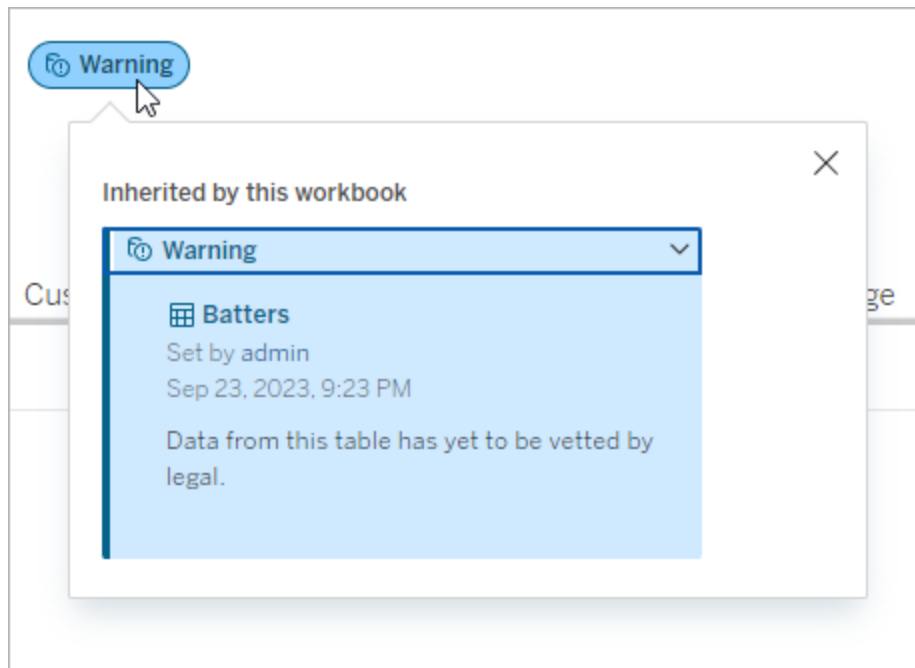 Warning
Inherited by this workbook
Warning
Batters
Set by admin
Sep 23, 2023, 9:23 PM
Data from this table has yet to be vetted by
legal.